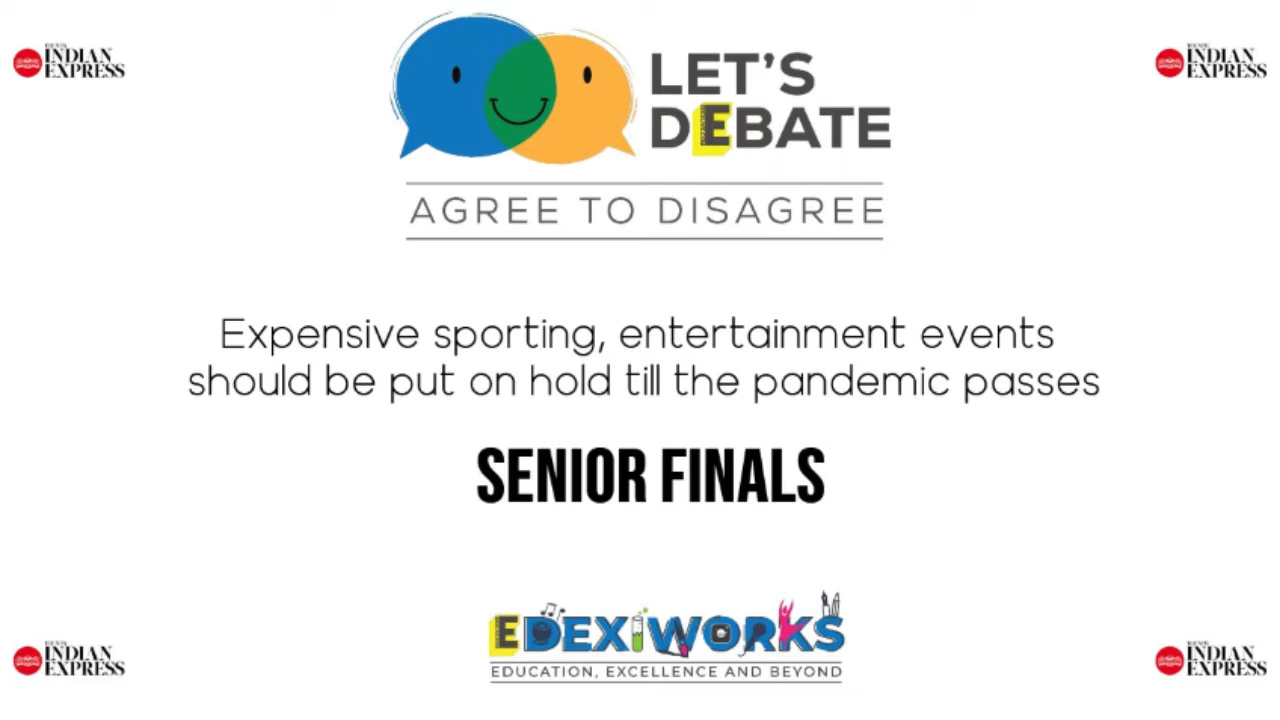 INDIAN
EXPRESS
INDIAN
EXPRESS
LET'S
DEBATE
AGREE TO DISAGREE
Expensive sporting, entertainment events
should be put on hold till the pandemic passes
SENIOR FINALS
EDEXWORKS
EDUCATION, EXCELLENCE AND BEYOND
INDIAN
EXPRESS
INDIAN
EXPRESS